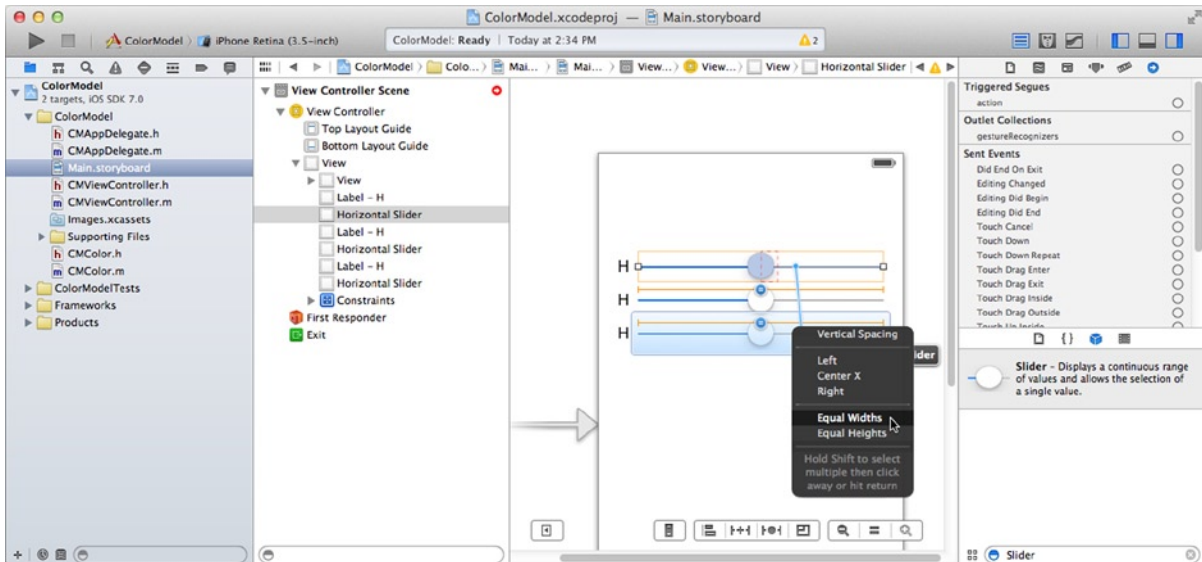 ColorModel.xcodeproj — Main.storyboard
ColorModel
iPhone Retina (3.5-inch)
ColorModel: Ready | Today at 2:34 PM
2
ColorModel
Colo...
Mai...
Mai...
View...
View...
View
Horizontal Slider
ColorModel
2 targets, iOS SDK 7.0
ColorModel
h CMAppDelegate.h
m CMAppDelegate.m
Main.storyboard
h CMViewController.h
m CMViewController.m
Images.xcassets
Supporting Files
h CMColor.h
m CMColor.m
ColorModelTests
Frameworks
Products
View Controller Scene
View Controller
Top Layout Guide
Bottom Layout Guide
View
View
Label – H
Horizontal Slider
Label – H
Horizontal Slider
Label – H
Horizontal Slider
Constraints
First Responder
Exit
H
H
H
ider
Vertical Spacing
Left
Center X
Right
Equal Widths
Equal Heights
Hold Shift to select
multiple then click
away or hit return
Triggered Segues
action
Outlet Collections
gestureRecognizers
Sent Events
Did End On Exit
Editing Changed
Editing Did Begin
Editing Did End
Touch Cancel
Touch Down
Touch Down Repeat
Touch Drag Enter
Touch Drag Exit
Touch Drag Inside
Touch Drag Outside
Touch Up Inside
{}
Slider – Displays a continuous range
of values and allows the selection of
a single value.
Slider